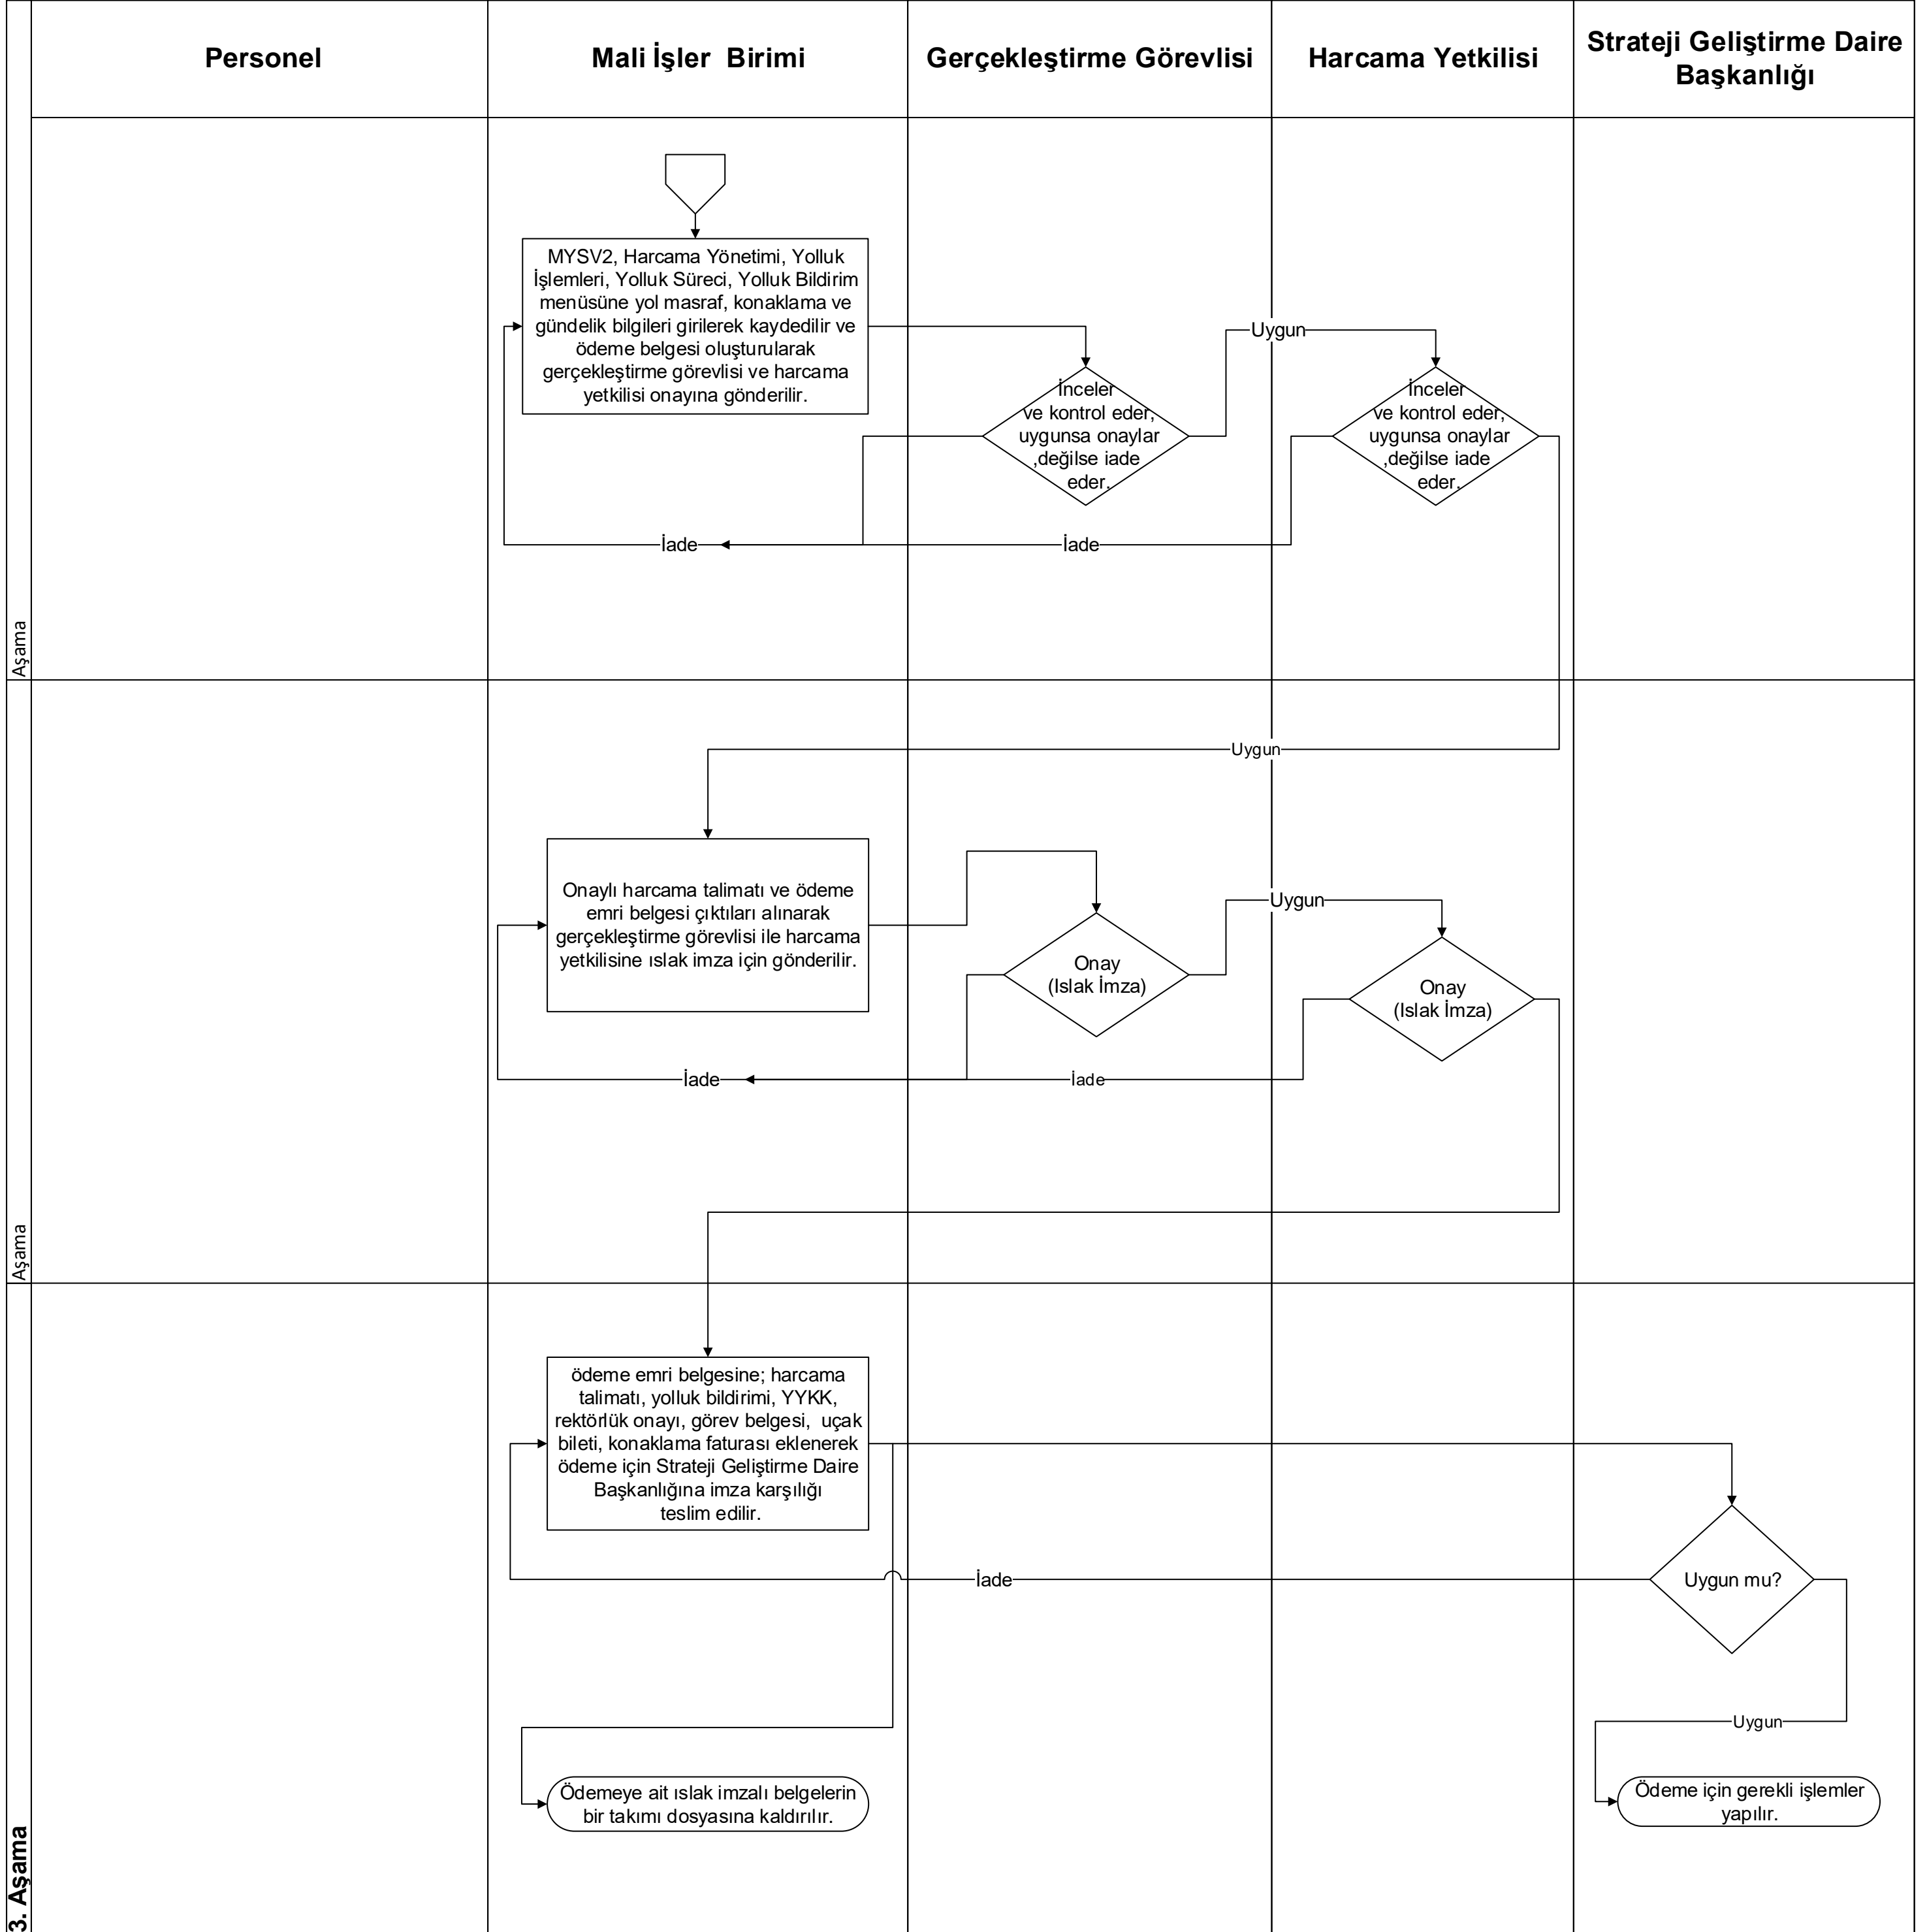 Personel
Mali İşler Birimi
Gerçekleştirme Görevlisi
Harcama Yetkilisi
Strateji Geliştirme Daire
Başkanlığı
MYSV2, Harcama Yönetimi, Yolluk
İşlemleri, Yolluk Süreci, Yolluk Bildirim
menüsüne yol masraf, konaklama ve
gündelik bilgileri girilerek kaydedilir ve
ödeme belgesi oluşturularak
gerçekleştirme görevlisi ve harcama
yetkilisi onayına gönderilir.
Uygun
İnceler
ve kontrol eder,
uygunsa onaylar
,değilse iade
eder.
İnceler
ve kontrol eder,
uygunsa onaylar
,değilse iade
eder.
İade
İade
Aşama
Uygun
Onaylı harcama talimatı ve ödeme
emri belgesi çıktıları alınarak
gerçekleştirme görevlisi ile harcama
yetkilisine ıslak imza için gönderilir.
Uygun
Onay
(Islak İmza)
Onay
(Islak İmza)
İade
İade
Aşama
ödeme emri belgesine; harcama
talimatı, yolluk bildirimi, YYKK,
rektörlük onayı, görev belgesi, uçak
bileti, konaklama faturası eklenerek
ödeme için Strateji Geliştirme Daire
Başkanlığına imza karşılığı
teslim edilir.
İade
Uygun mu?
Uygun
Ödemeye ait ıslak imzalı belgelerin
bir takımı dosyasına kaldırılır.
Ödeme için gerekli işlemler
yapılır.
3. Aşama